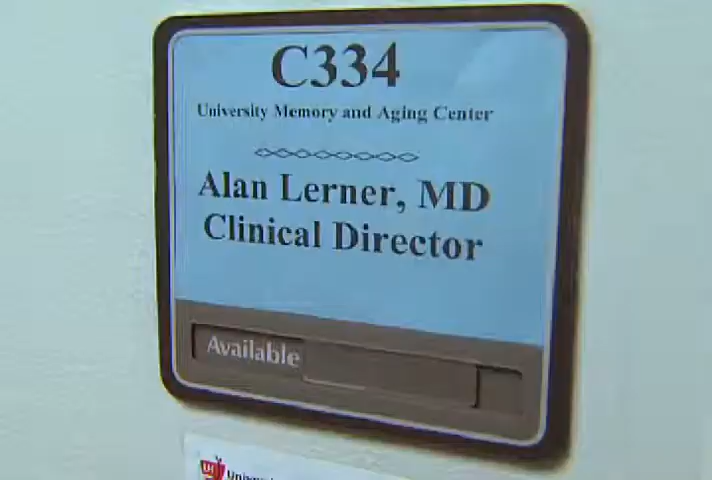 C334
University Memory and Aging Center
Alan Lerner, MD
Clinical Director
Available